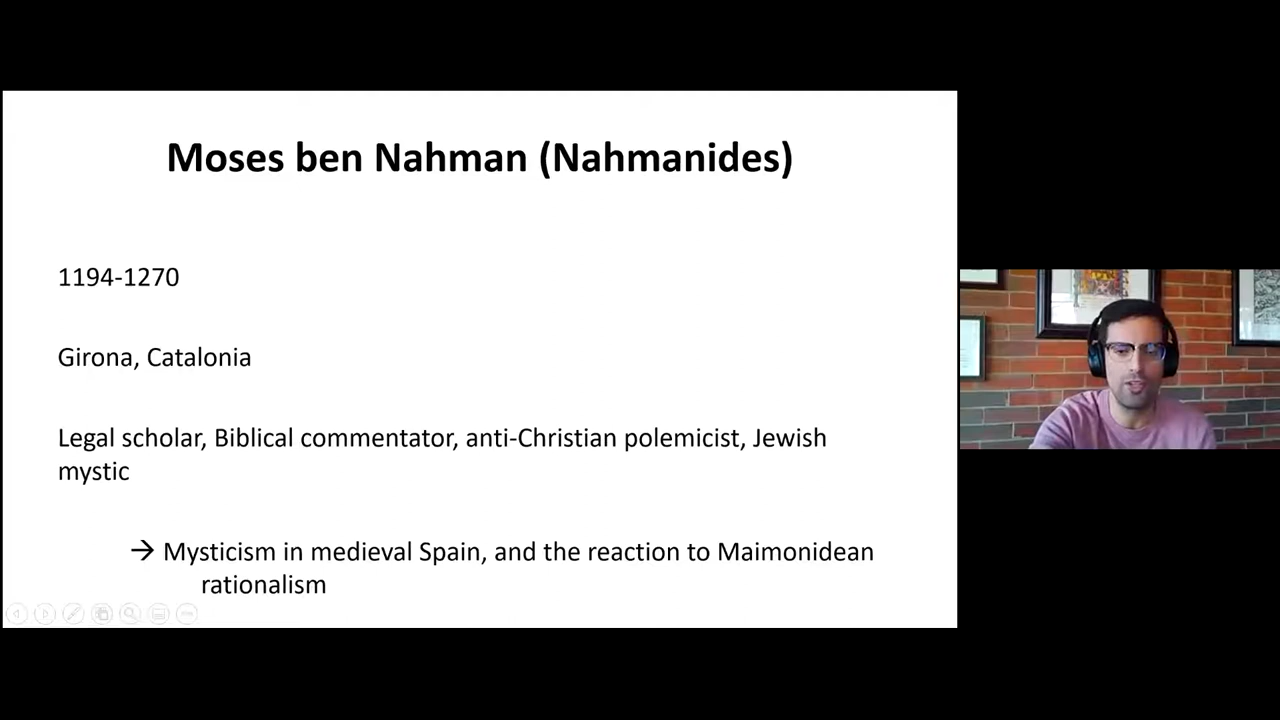 Moses ben Nahman (Nahmanides)
1194-1270
Girona, Catalonia
Legal scholar, Biblical commentator, anti-Christian polemicist, Jewish
mystic
→ Mysticism in medieval Spain, and the reaction to Maimonidean
rationalism